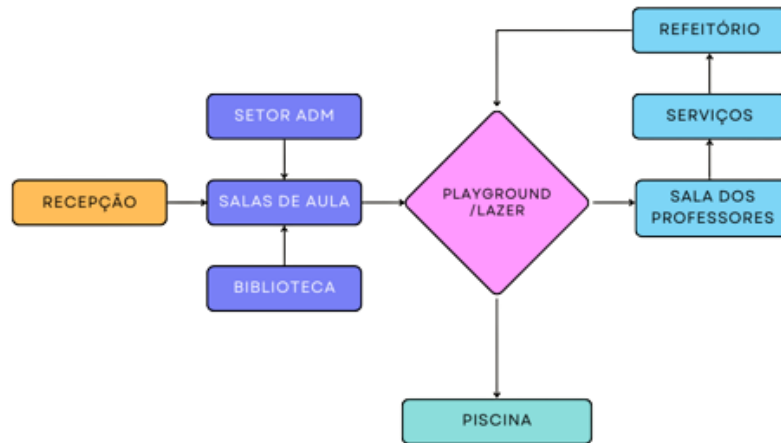 REFEITÓRIO
SETOR ADM
SERVIÇOS
RECEPÇÃO
SALAS DE AULA
PLAYGROUND
/LAZER
SALA DOS
PROFESSORES
BIBLIOTECA
PISCINA